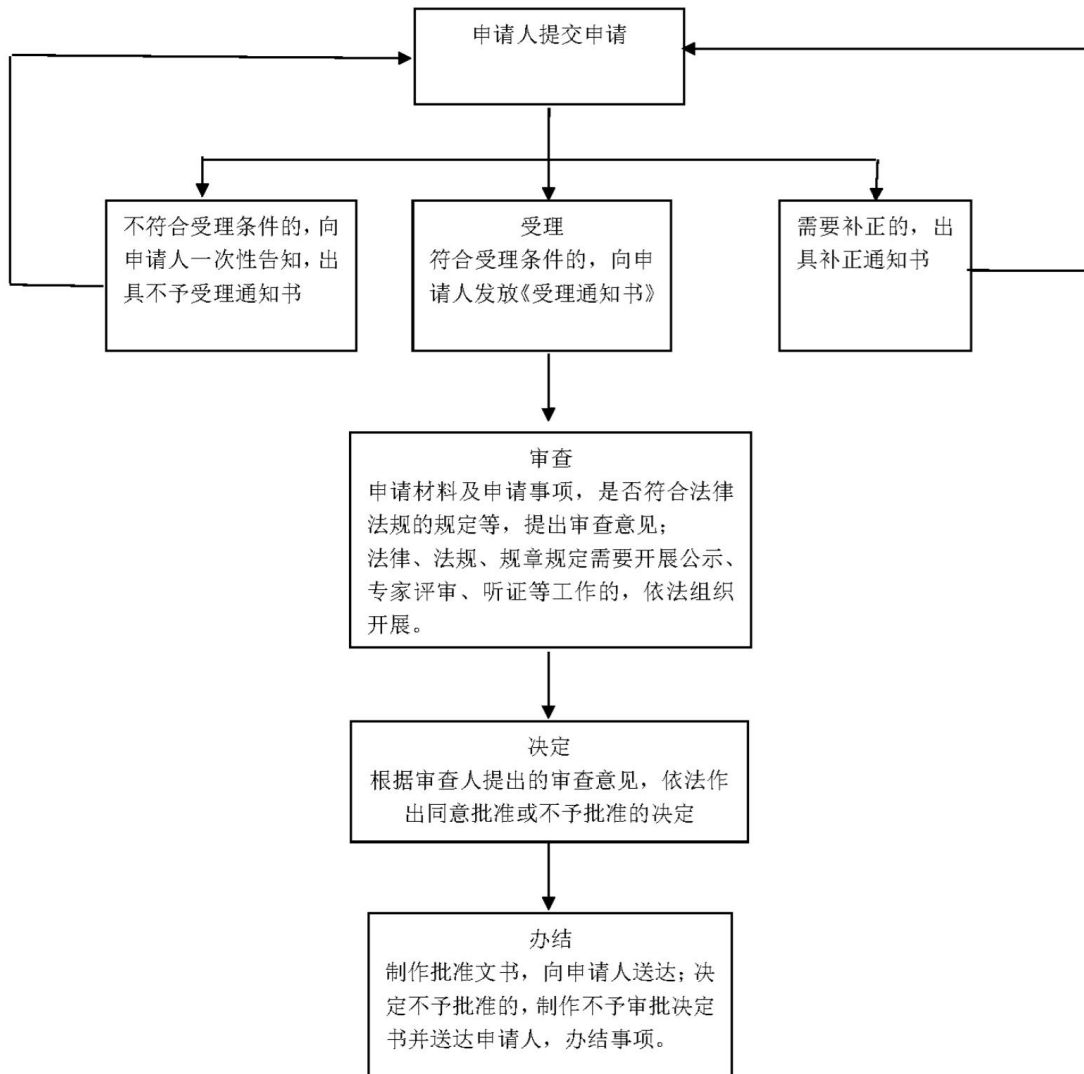 申请人提交申请
不符合受理条件的，向
申请人一次性告知，出
具不予受理通知书
受理
符合受理条件的，向申
请人发放《受理通知书》
需要补正的，出
具补正通知书
审查
申请材料及申请事项，是否符合法律
法规的规定等，提出审查意见；
法律、法规、规章规定需要开展公示、
专家评审、听证等工作的，依法组织
开展。
决定
根据审查人提出的审查意见，依法作
出同意批准或不予批准的决定
办结
制作批准文书，向申请人送达；决
定不予批准的，制作不予审批决定
书并送达申请人，办结事项。